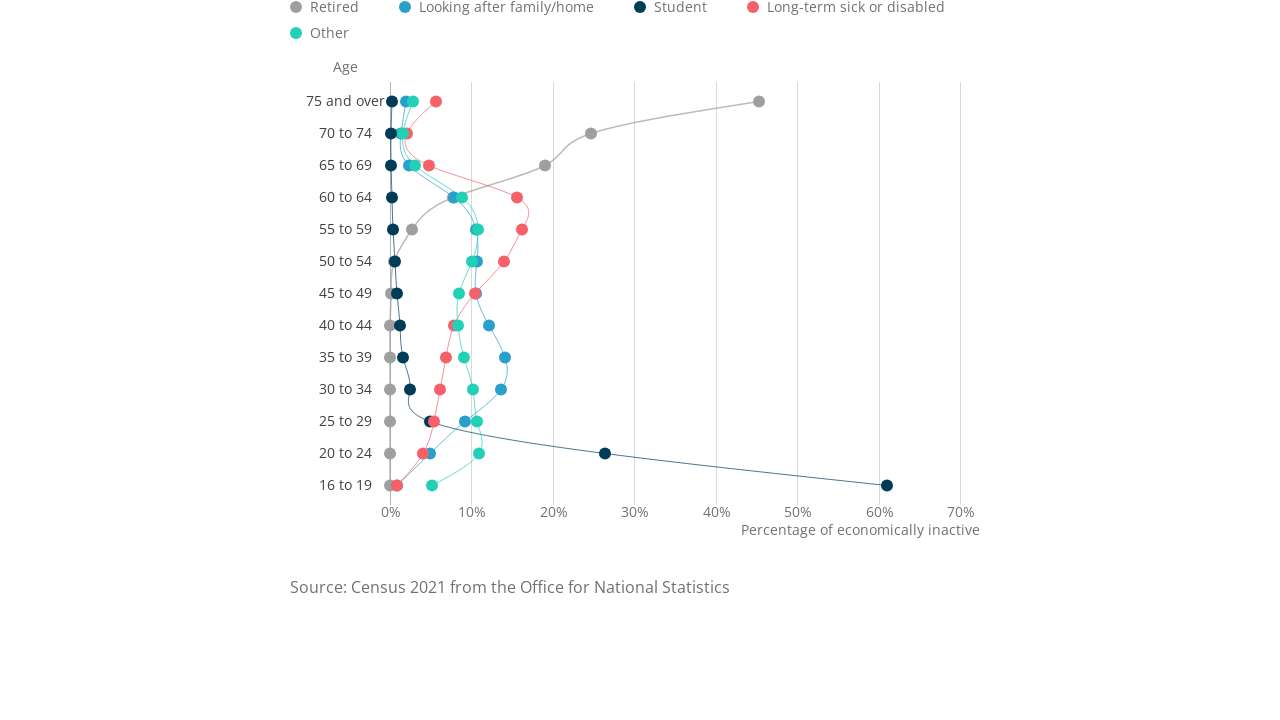 Retired Looking after family/home Student Long-term sick or disabled
Other
Age
75 and over
70 to 74
65 to 69
60 to 64
55 to 59
50 to 54
45 to 49
40 to 44
35 to 39
30 to 34
25 to 29
20 to 24
16 to 19
0% 10% 20% 30% 40% 50% 60% 70%
Percentage of economically inactive
Source: Census 2021 from the Office for National Statistics